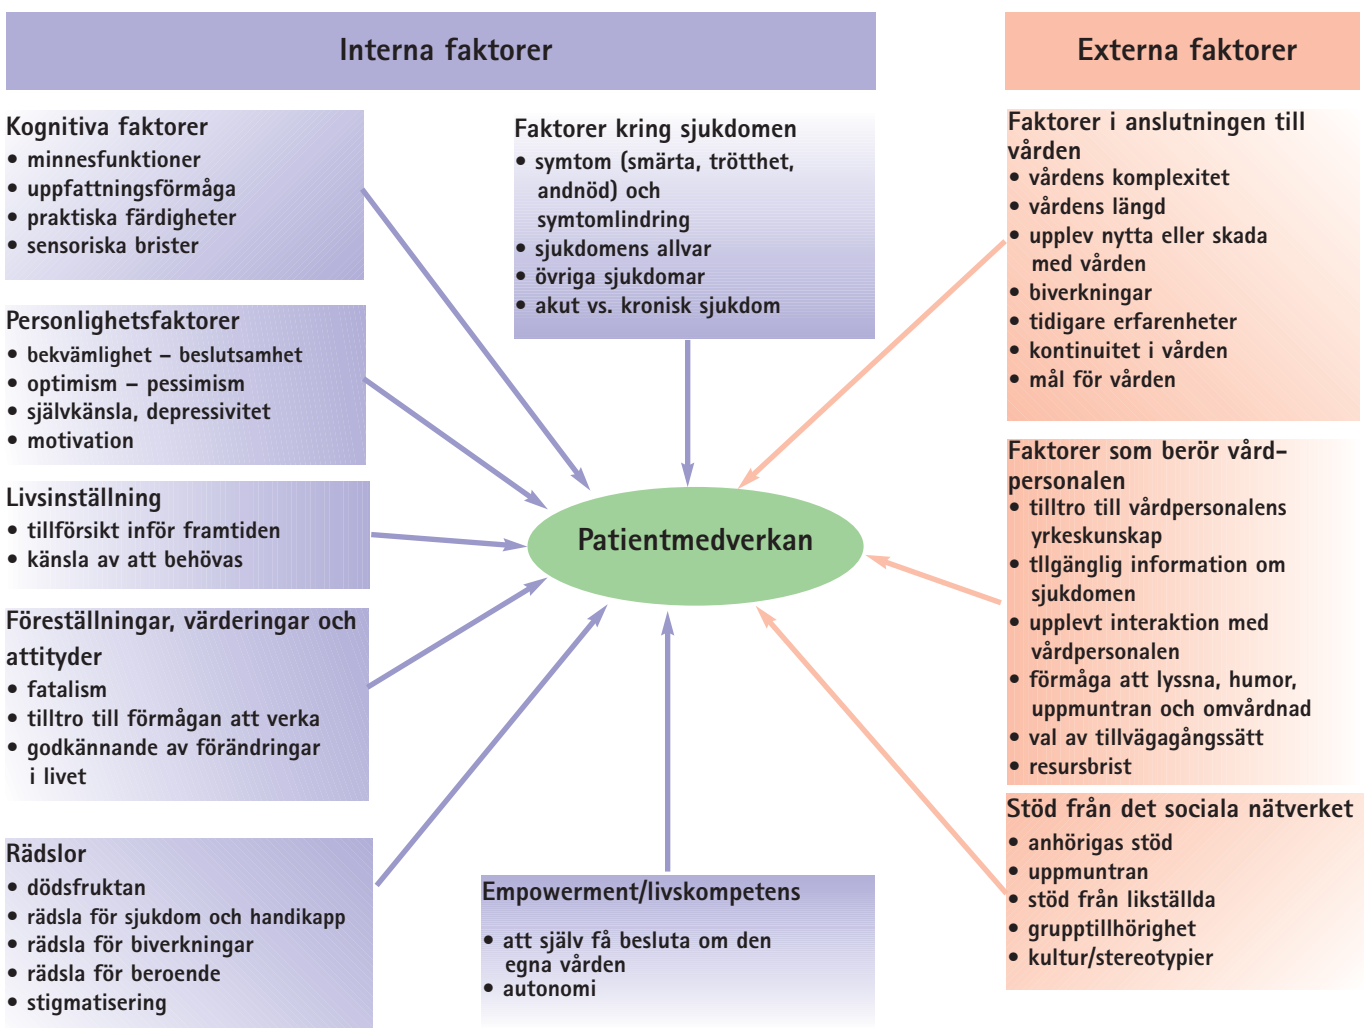 Interna faktorer
Externa faktorer
Kognitiva faktorer
• minnesfunktioner
• uppfattningsförmåga
• praktiska färdigheter
• sensoriska brister
Personlighetsfaktorer
• bekvämlighet – beslutsamhet
• optimism – pessimism
• självkänsla, depressivitet
• motivation
Livsinställning
• tillförsikt inför framtiden
• känsla av att behövas
Föreställningar, värderingar och
attityder
• fatalism
• tilltro till förmågan att verka
• godkännande av förändringar
i livet
Rädslor
• dödsfruktan
• rädsla för sjukdom och handikapp
• rädsla för biverkningar
• rädsla för beroende
• stigmatisering
Faktorer kring sjukdomen
• symtom (smärta, trötthet,
andnöd) och
symtomlindring
• sjukdomens allvar
• övriga sjukdomar
• akut vs. kronisk sjukdom
Patientmedverkan
Empowerment/livskompetens
• att själv få besluta om den
egna vården
• autonomi
Faktorer i anslutningen till
vården
• vårdens komplexitet
• vårdens längd
• upplev nytta eller skada
med vården
• biverkningar
• tidigare erfarenheter
• kontinuitet i vården
• mål för vården
Faktorer som berör vård-
personalen
• tilltro till vårdpersonalens
yrkeskunskap
• tllgänglig information om
sjukdomen
• upplevt interaktion med
vårdpersonalen
• förmåga att lyssna, humor,
uppmuntran och omvårdnad
• val av tillvägagångssätt
• resursbrist
Stöd från det sociala nätverket
• anhörigas stöd
• uppmuntran
• stöd från likställda
• grupptillhörighet
• kultur/stereotypier